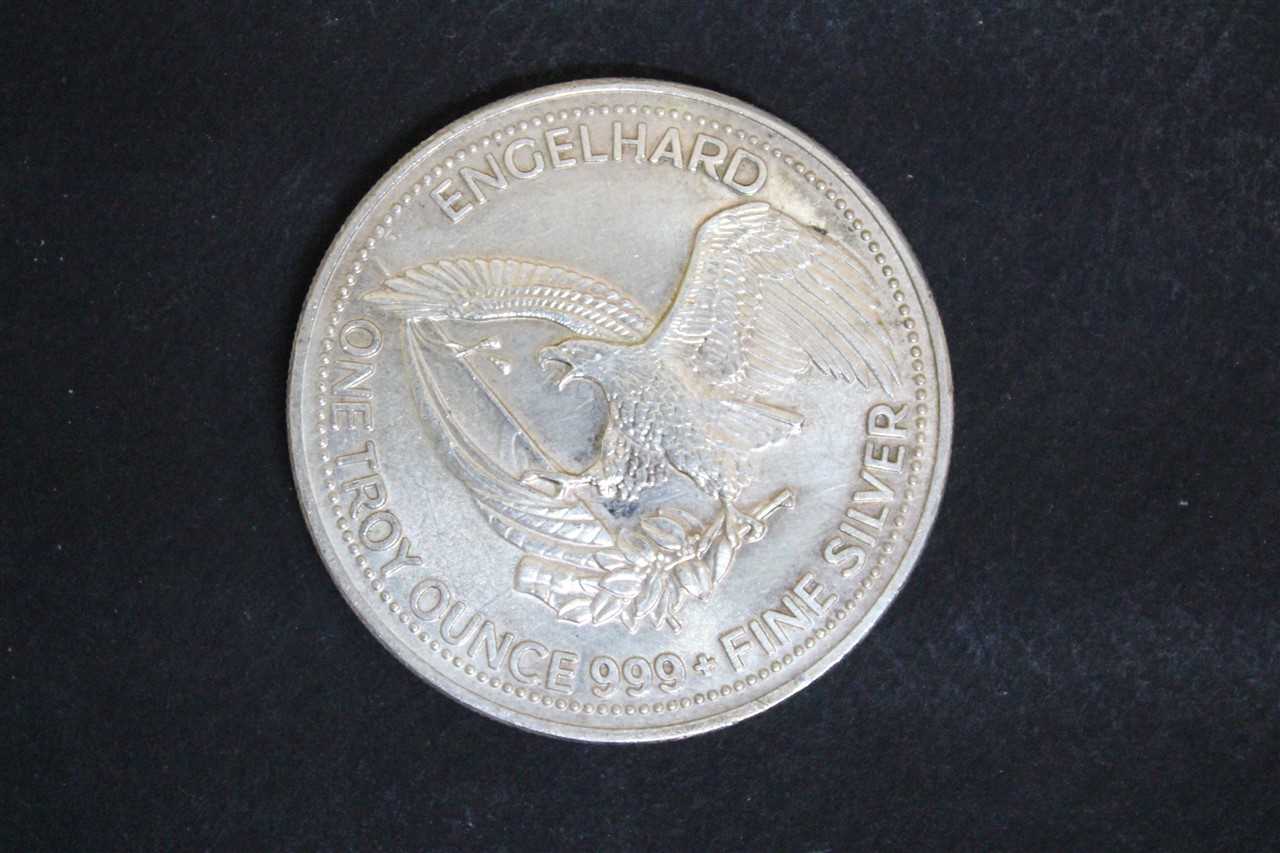 ENGELHARD
ONE TROY OUNCE 999+ FINE SILVER